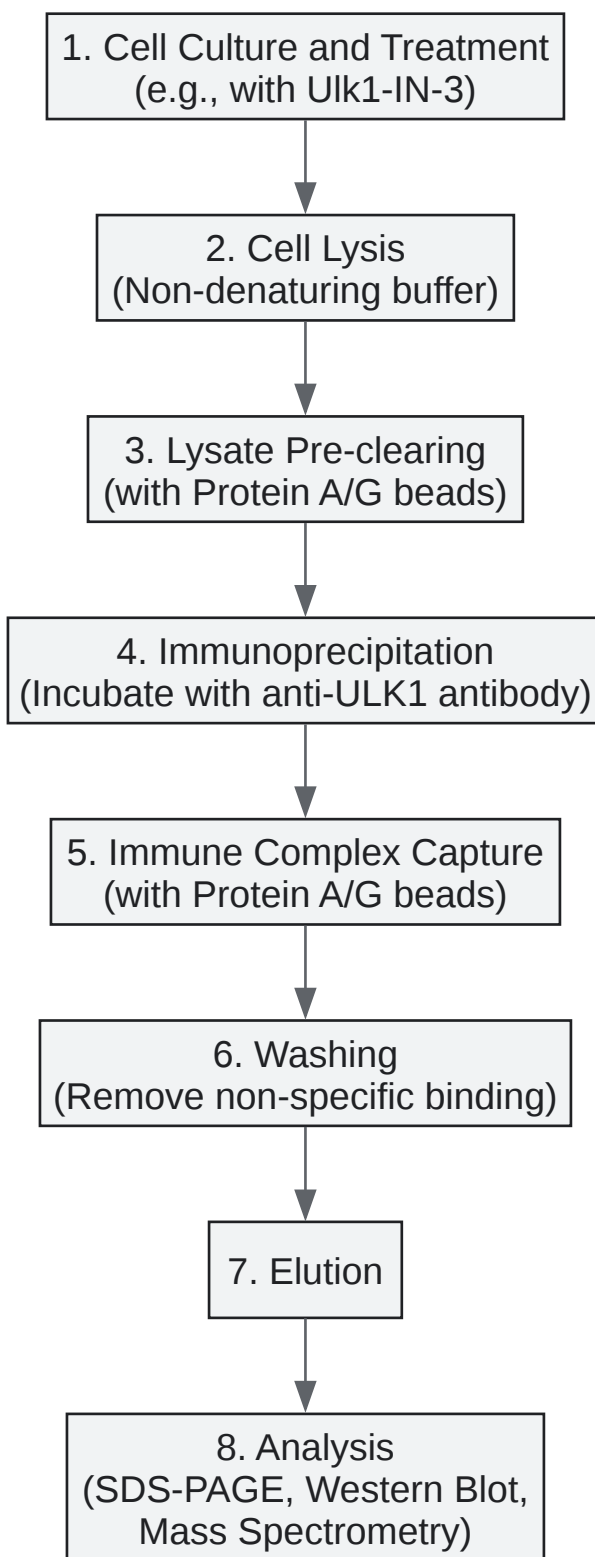 1. Cell Culture and Treatment
(e.g., with Ulk1-IN-3)
2. Cell Lysis
(Non-denaturing buffer)
3. Lysate Pre-clearing
(with Protein A/G beads)
4. Immunoprecipitation
(Incubate with anti-ULK1 antibody)
5. Immune Complex Capture
(with Protein A/G beads)
6. Washing
(Remove non-specific binding)
7. Elution
8. Analysis
(SDS-PAGE, Western Blot,
Mass Spectrometry)